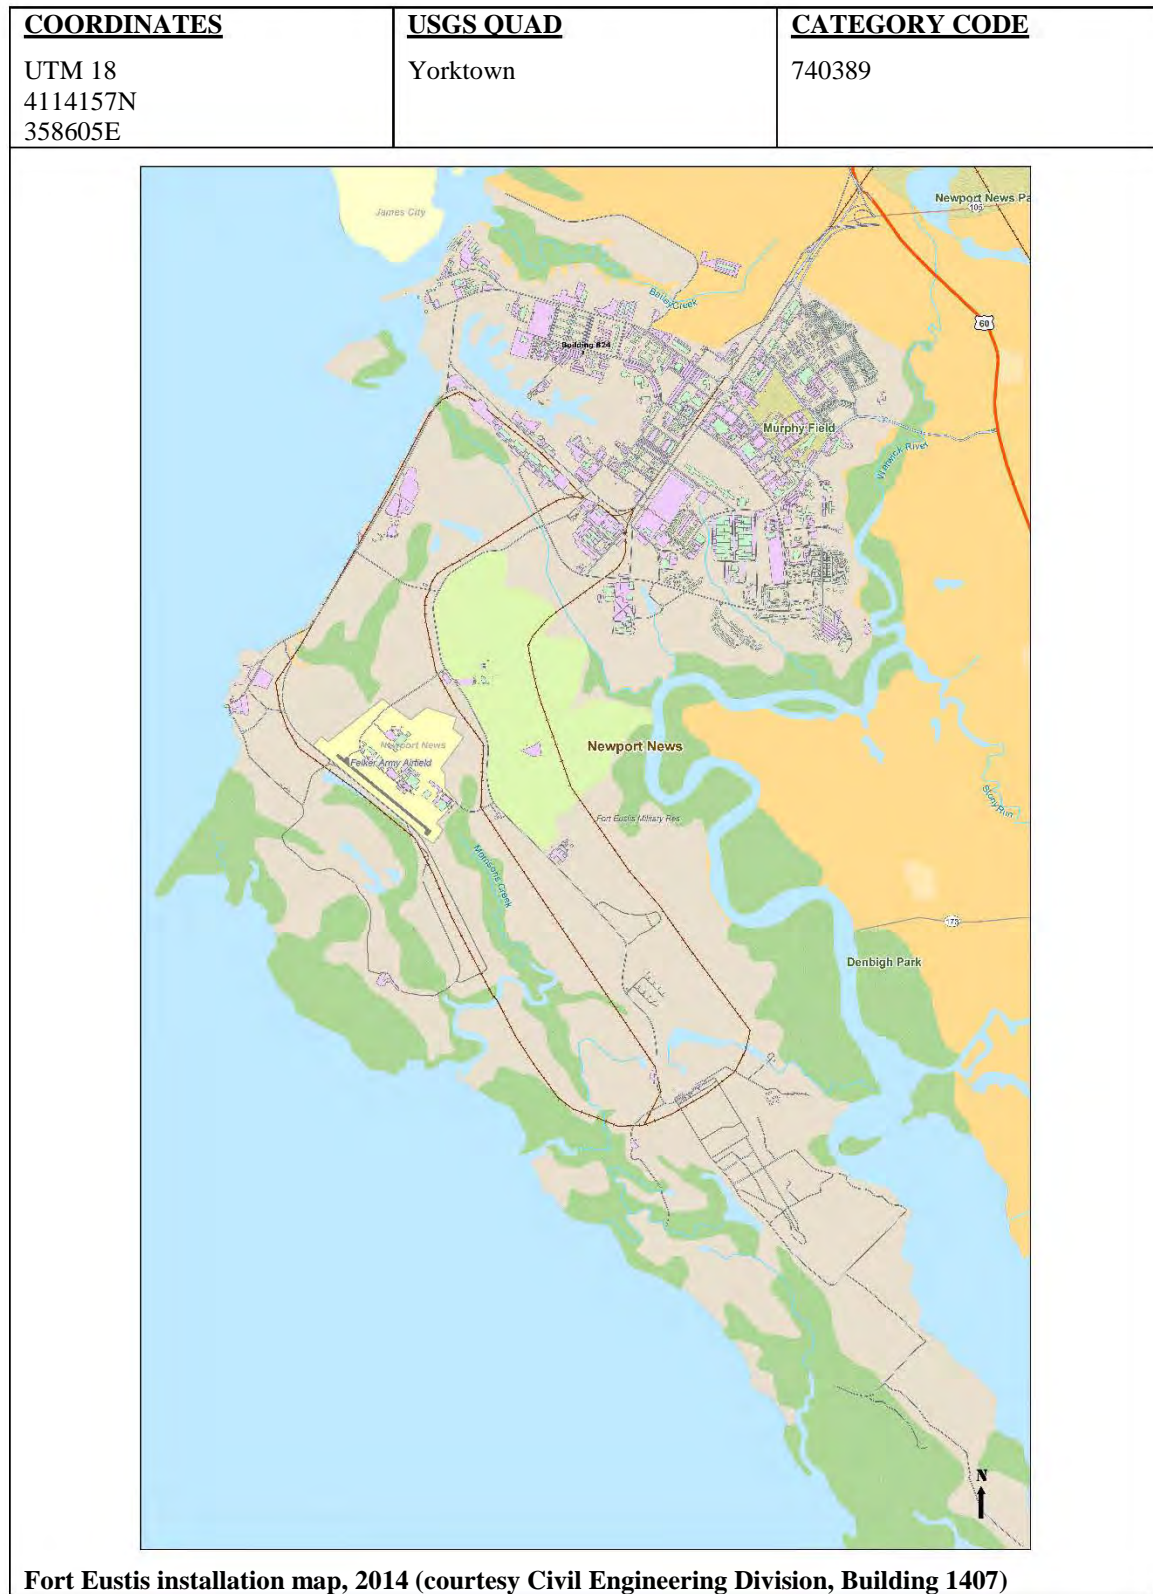 COORDINATES
UTM 18
4114157N
358605E
USGS QUAD
Yorktown
CATEGORY CODE
740389
James City
Newport News Pa
105
Bailey Creek
60
Building 824
Murphy Field
Warwick River
Newport News
Felker Army Airfield
Newport News
Fort Eustis Military Res
Stony Run
Morrisons Creek
173
Denbigh Park
N
Fort Eustis installation map, 2014 (courtesy Civil Engineering Division, Building 1407)